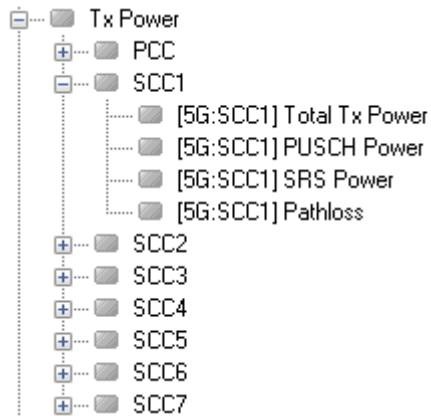 Tx Power
PCC
SCC1
[5G:SCC1] Total Tx Power
[5G:SCC1] PUSCH Power
[5G:SCC1] SRS Power
[5G:SCC1] Pathloss
SCC2
SCC3
SCC4
SCC5
SCC6
SCC7